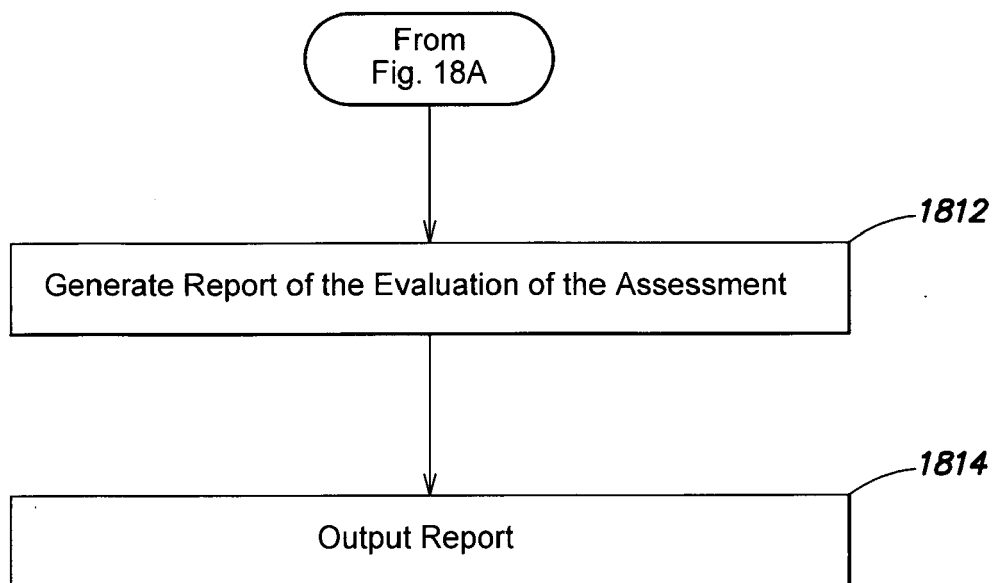 From
Fig. 18A
1812
Generate Report of the Evaluation of the Assessment
1814
Output Report